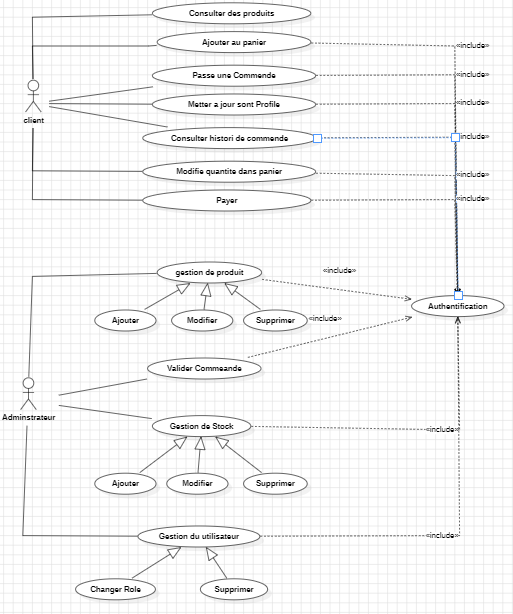 Consulter des produits
Ajouter au panier
«include»
Passe une Commende
«include»
Metter a jour sont Profile
«include»
client
Consulter histori de commende
«include»
Modifie quantite dans panier
«include»
Payer
«include»
gestion de produit
«include»
Authentification
Ajouter
Modifier
Supprimer
«include»
Valider Commeande
Adminstrateur
Gestion de Stock
«include»
Ajouter
Modifier
Supprimer
Gestion du utilisateur
«include»
Changer Role
Supprimer